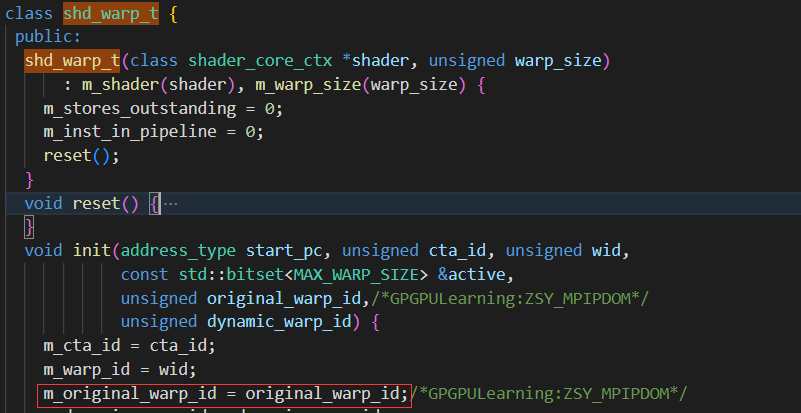 class shd_warp_t {
public:
shd_warp_t(class shader_core_ctx *shader, unsigned warp_size)
: m_shader(shader), m_warp_size(warp_size) {
m_stores_outstanding = 0;
m_inst_in_pipeline = 0;
reset();
}
void reset() {⋯
}
void init(address_type start_pc, unsigned cta_id, unsigned wid,
const std::bitset<MAX_WARP_SIZE> &active,
unsigned original_warp_id,/*GPGPULearning:ZSY_MPIPDOM*/
unsigned dynamic_warp_id) {
m_cta_id = cta_id;
m_warp_id = wid;
m_original_warp_id = original_warp_id;/*GPGPULearning:ZSY_MPIPDOM*/